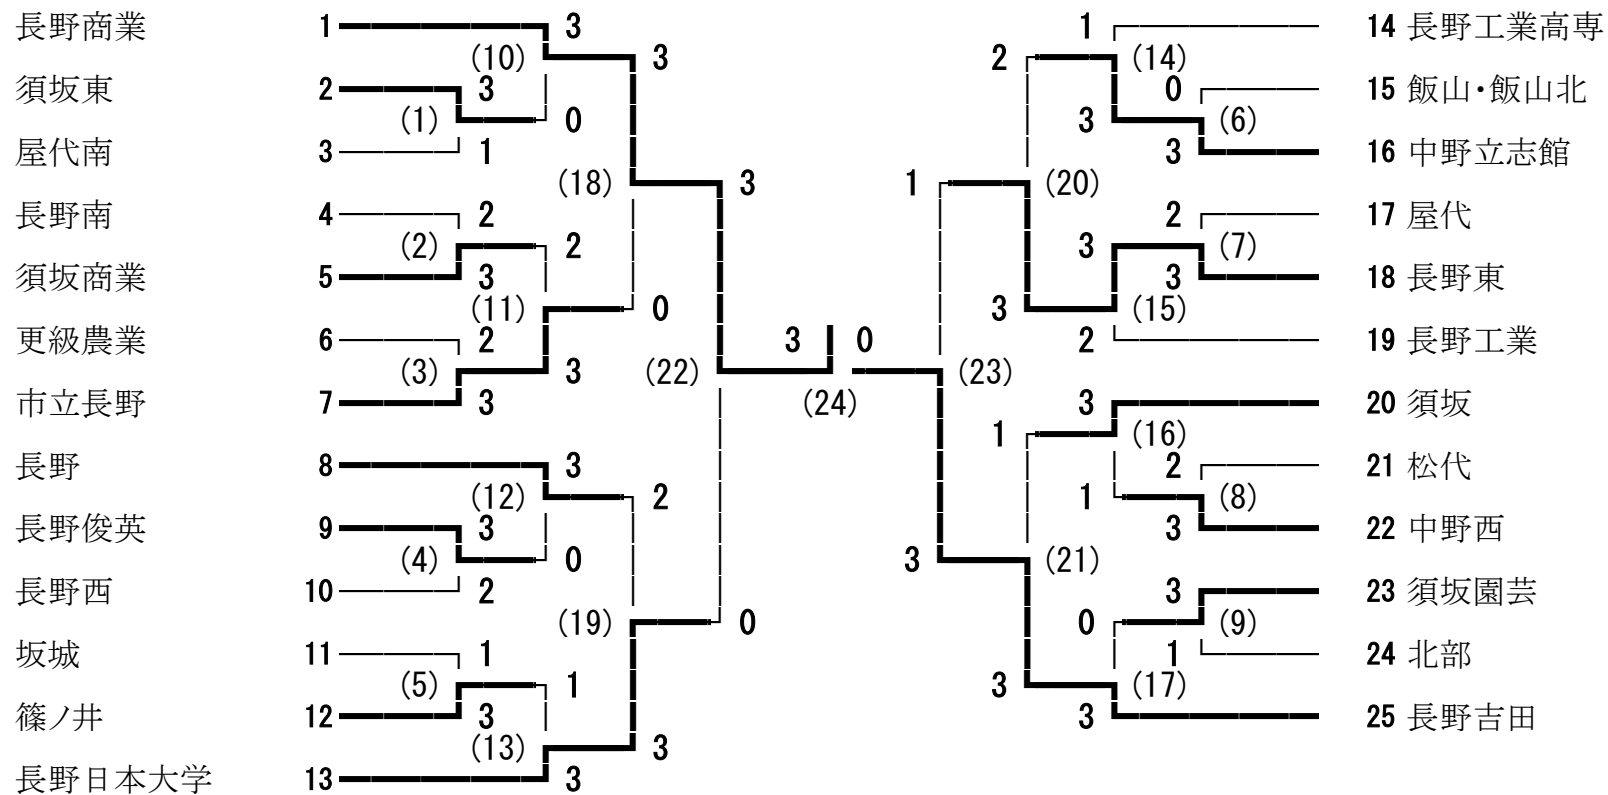 長野商業 1 3 1 14 長野工業高専
(10) 3 2 (14)
須坂東 2 3 0 15 飯山・飯山北
(1) 0 3 (6)
屋代南 3 1 3 16 中野立志館
(18) 3 1 (20)
長野南 4 2 2 17 屋代
(2) 2 3 (7)
須坂商業 5 3 3 18 長野東
(11) 0 3 (15)
更級農業 6 2 3 0 2 19 長野工業
(3) 3 (22) (23)
市立長野 7 3 (24) 3 20 須坂
1 (16)
長野 8 3 2 21 松代
(12) 2 1 (8)
長野俊英 9 3 3 22 中野西
(4) 0 3 (21)
長野西 10 2 3 23 須坂園芸
(19) 0 0 (9)
坂城 11 1 1 24 北部
(5) 1 3 (17)
篠ノ井 12 3 3 25 長野吉田
(13) 3
長野日本大学 13 3